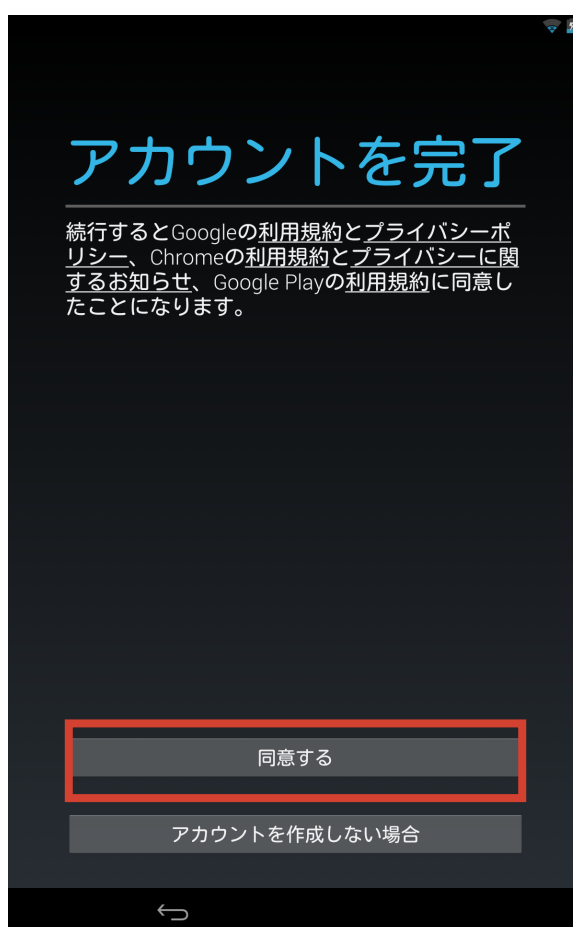 アカウントを完了
続行するとGoogleの利用規約とプライバシーポ
リシー、Chromeの利用規約とプライバシーに関
するお知らせ、Google Playの利用規約に同意し
たことになります。
同意する
アカウントを作成しない場合